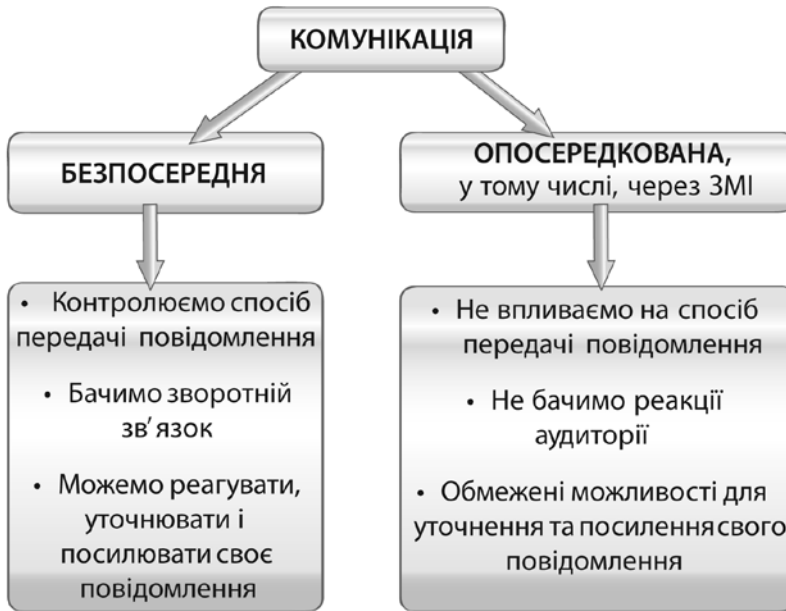 КОМУНІКАЦІЯ
БЕЗПОСЕРЕДНЯ
ОПОСЕРЕДКОВАНА,
у тому числі, через ЗМІ
• Контролюємо спосіб
передачі повідомлення
• Бачимо зворотній
зв'язок
• Можемо реагувати,
уточнювати і
посилювати своє
повідомлення
• Не впливаємо на спосіб
передачі повідомлення
• Не бачимо реакції
аудиторії
• Обмежені можливості для
уточнення та посилення свого
повідомлення